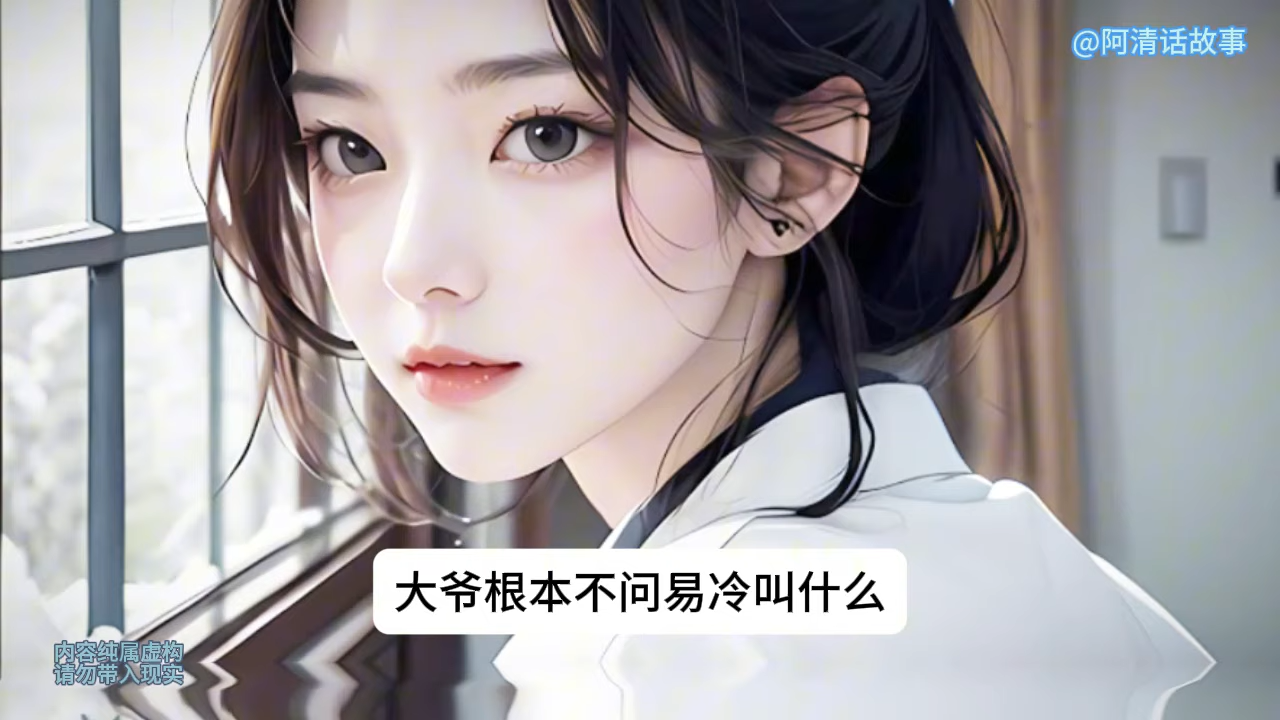 @阿清话故事
大爷根本不问易冷叫什么
内容纯属虚构
请勿带入现实